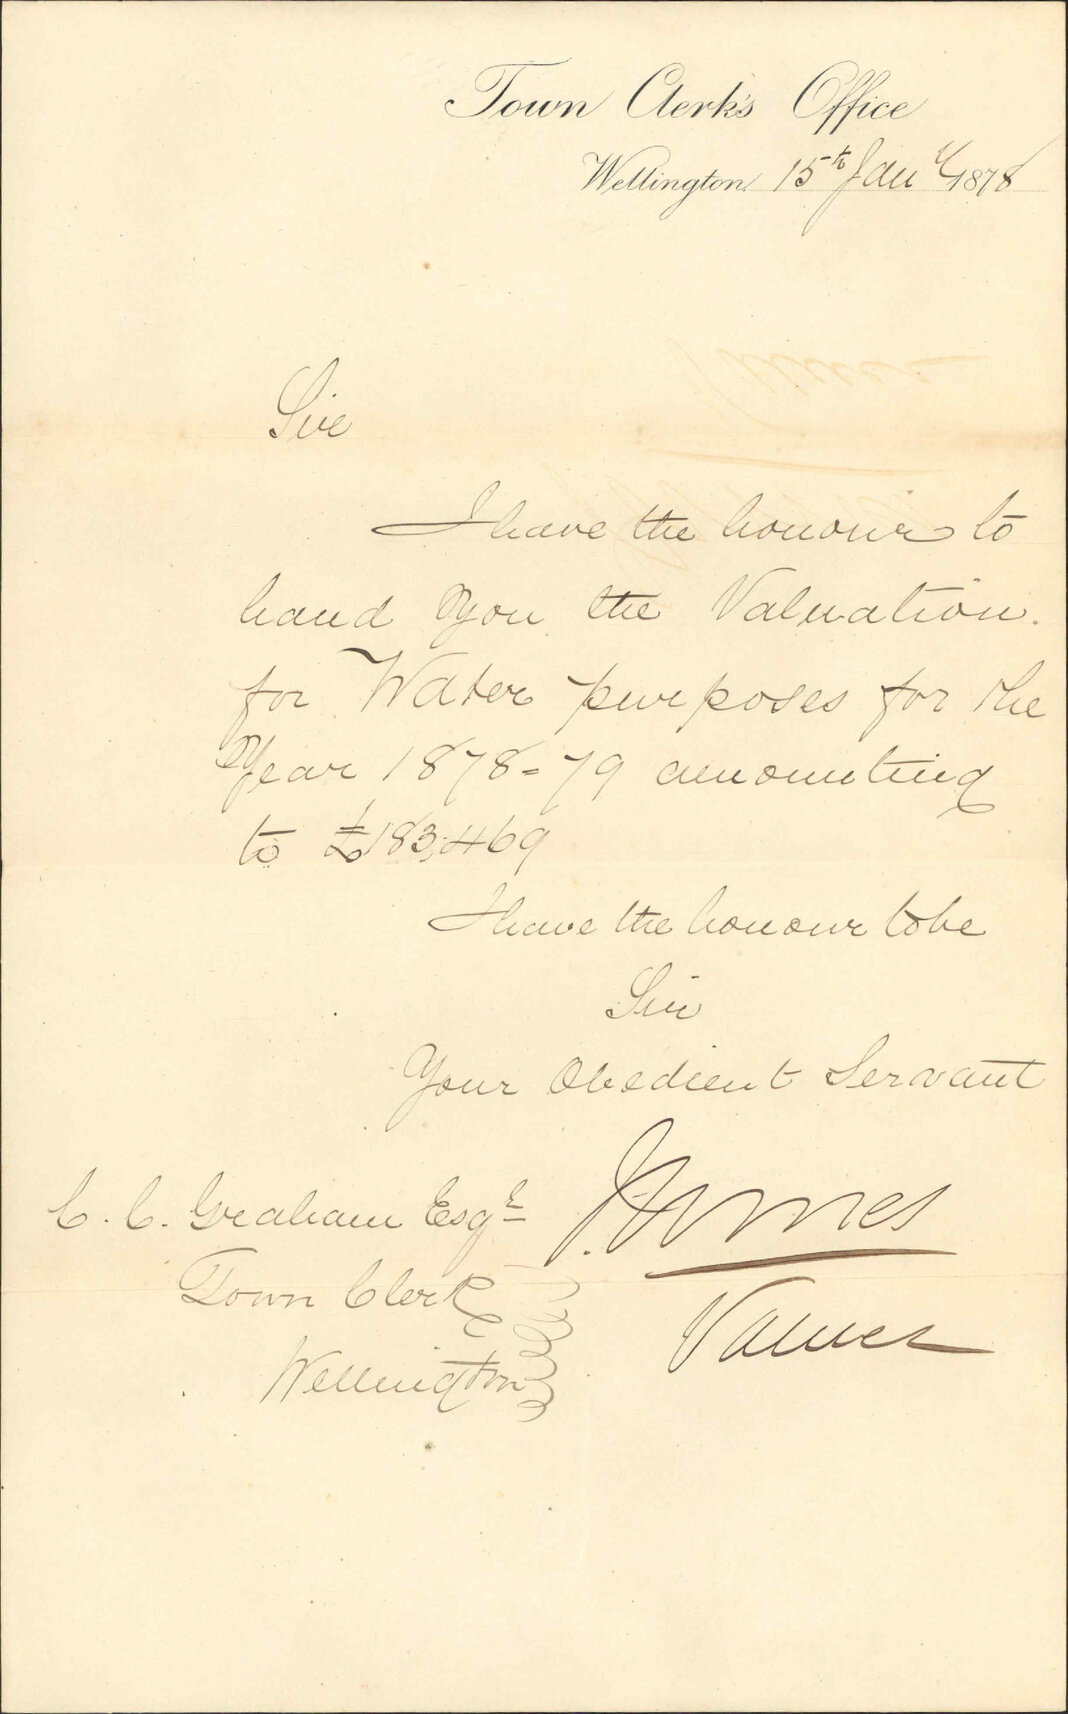 Town Clerk's Office
Wellington 15th Jany 1878
Sir
I have the honour to
hand you the Valuation
for Water purposes for the
Year 1878-79 amounting
to £183,469
I have the honour to be
Sir
Your Obedient Servant
C. C. Graham Esqr
Town Clerk
Wellington
Valuer